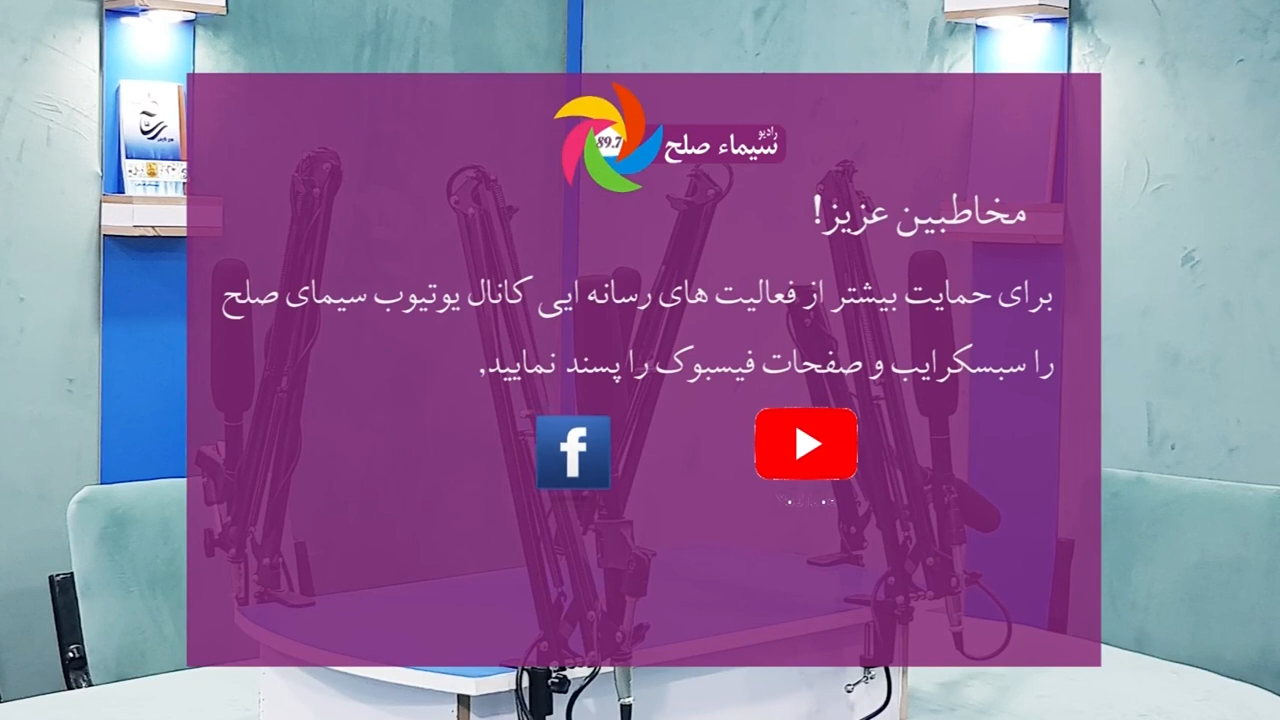 رادیو
سیماء صلح
89.7
مخاطبین عزیز!
برای حمایت بیشتر از فعالیت های رسانه ایی کانال یوتیوب سیمای صلح
را سبسکرایب و صفحات فیسبوک را پسند نمایید,
f